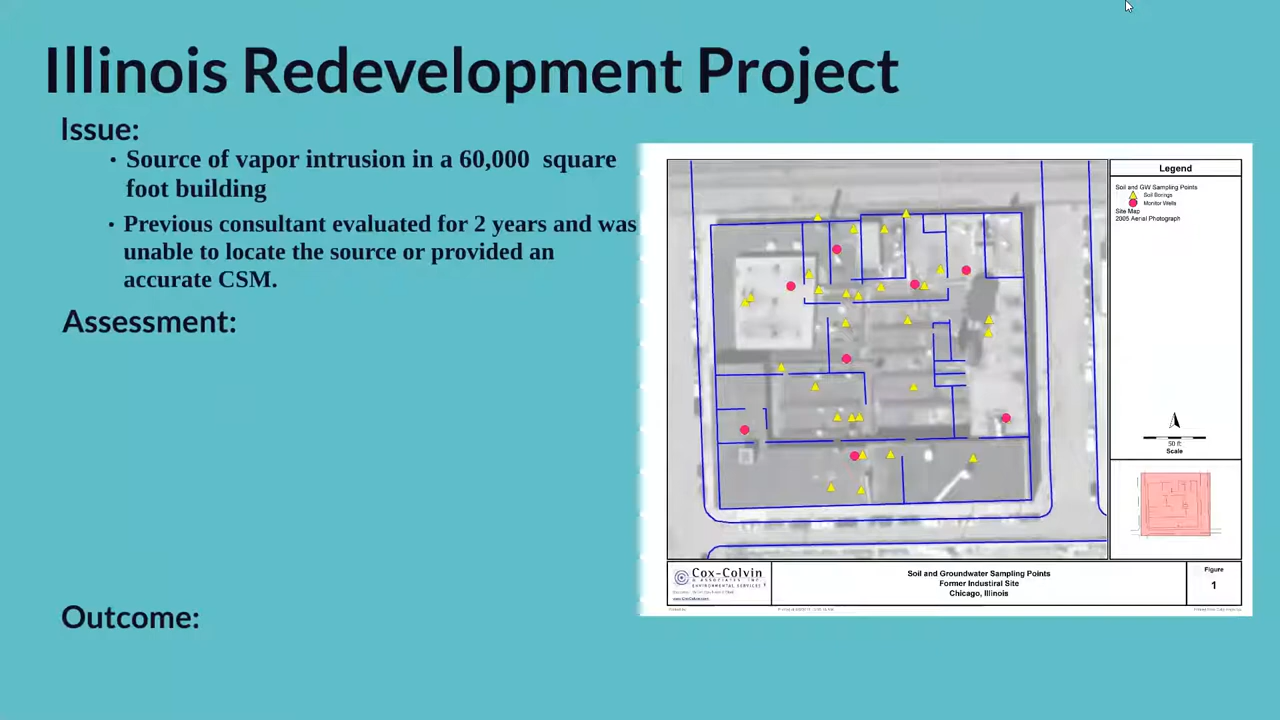 Illinois Redevelopment Project
Issue:
• Source of vapor intrusion in a 60,000 square
foot building
• Previous consultant evaluated for 2 years and was
unable to locate the source or provided an
accurate CSM.
Assessment:
Outcome:
Legend
Soil and GW Sampling Points
Soil Borings
Monitor Wells
Site Map
2005 Aerial Photograph
50 ft
Scale
Cox-Colvin
& ASSOCIATES, INC.
ENVIRONMENTAL SERVICES
Soil and Groundwater Sampling Points
Former Industiral Site
Chicago, Illinois
Figure
1